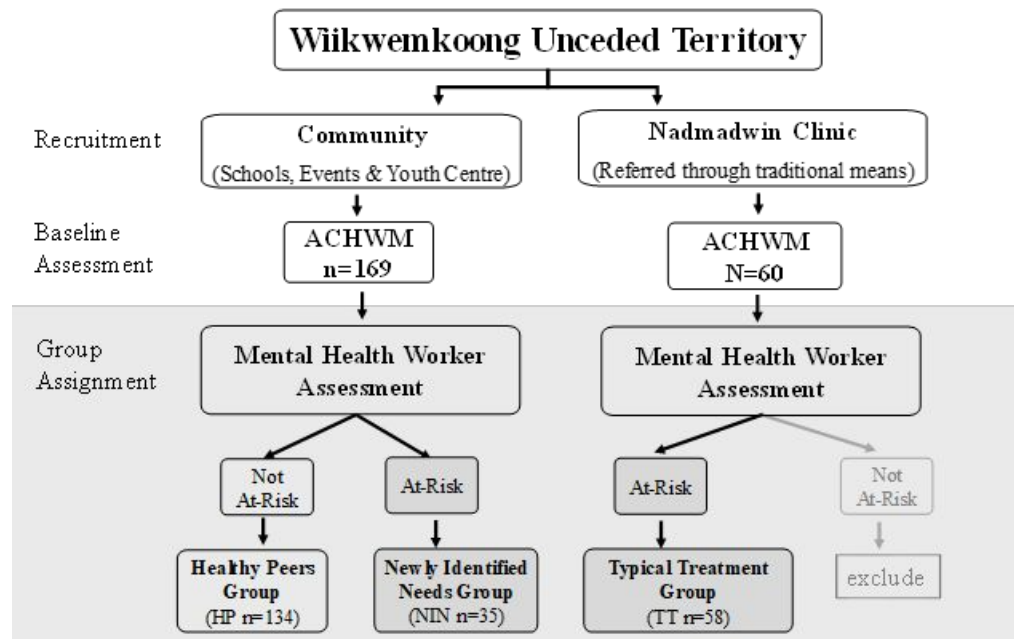 Wiikwemkoong Unceded Territory
Recruitment
Community
(Schools, Events & Youth Centre)
Nadmadwin Clinic
(Referred through traditional means)
Baseline
Assessment
ACHWM
n=169
ACHWM
N=60
Group
Assignment
Mental Health Worker
Assessment
Mental Health Worker
Assessment
Not
At-Risk
At-Risk
At-Risk
Not
At-Risk
Healthy Peers
Group
(HP n=134)
Newly Identified
Needs Group
(NIN n=35)
Typical Treatment
Group
(TT n=58)
exclude